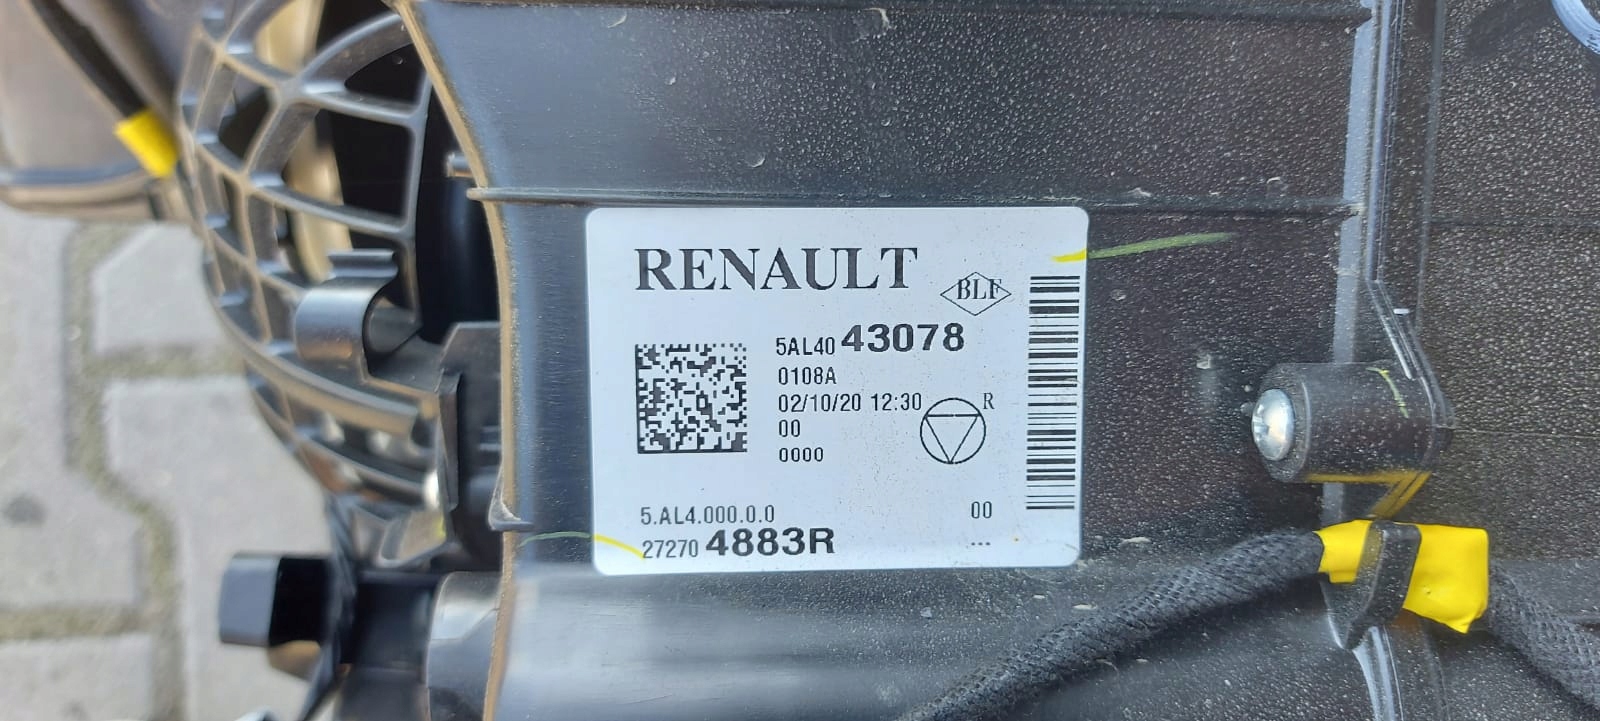 RENAULT
BLF
5AL40 43078
0108A
02/10/20 12:30
R
00
0000
5.AL4.000.0.0 00
27270 4883R ...